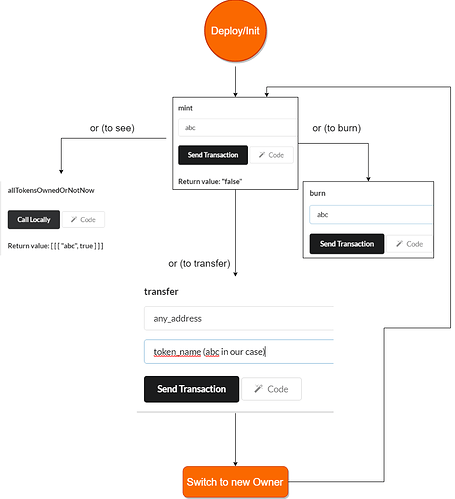 Deploy/Init
mint
abc
Send Transaction
Code
Return value: "false"
or (to see)
or (to burn)
allTokensOwnedOrNotNow
Call Locally
Code
Return value: [ [ [ "abc", true ] ] ]
burn
abc
Send Transaction
Code
or (to transfer)
transfer
any_address
token_name (abc in our case)
Send Transaction
Code
Switch to new Owner